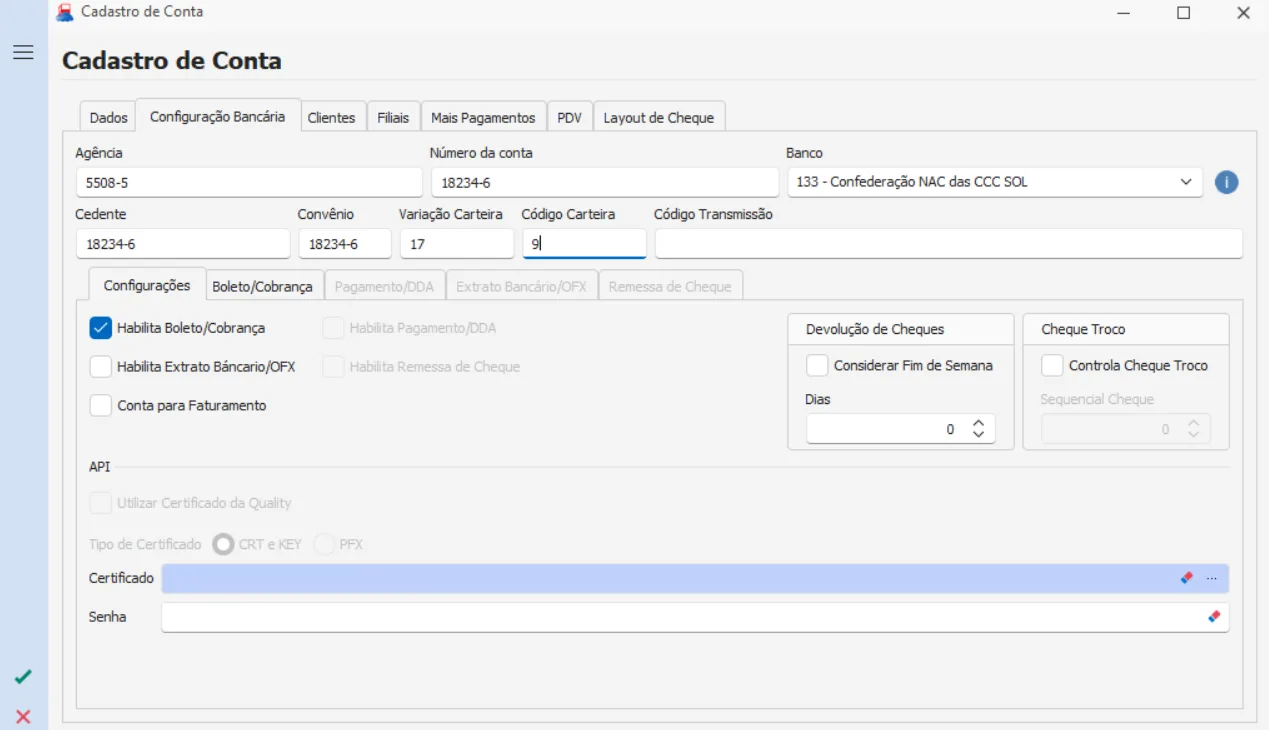 Cadastro de Conta
Cadastro de Conta
Dados Configuração Bancária Clientes Filiais Mais Pagamentos PDV Layout de Cheque
Agência Número da conta Banco
5508-5 18234-6 133 - Confederação NAC das CCC SOL
Cedente Convênio Variação Carteira Código Carteira Código Transmissão
18234-6 18234-6 17 9
Configurações Boleto/Cobrança Pagamento/DDA Extrato Bancário/OFX Remessa de Cheque
Habilita Boleto/Cobrança Habilita Pagamento/DDA Devolução de Cheques Cheque Troco
Habilita Extrato Báncario/OFX Habilita Remessa de Cheque Considerar Fim de Semana Controla Cheque Troco
Conta para Faturamento Dias Sequencial Cheque
0 0
API
Utilizar Certificado da Quality
Tipo de Certificado CRT e KEY PFX
Certificado ...
Senha